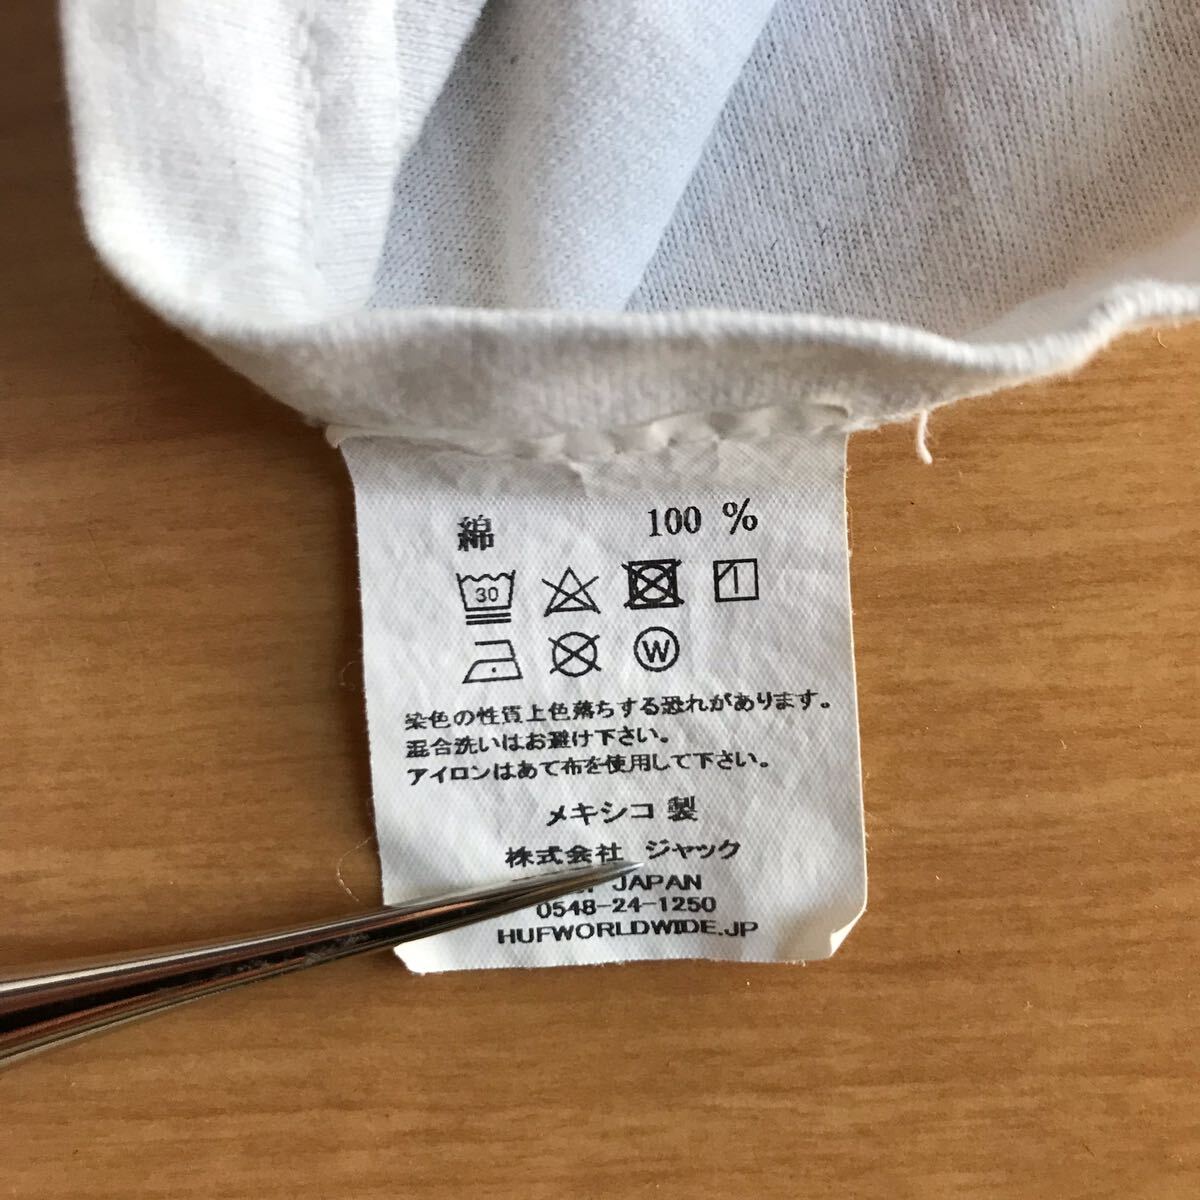 綿 100 %
30
W
染色の性質上色落ちする恐れがあります。
混合洗いはお避け下さい。
アイロンはあて布を使用して下さい。
メキシコ 製
株式会社 ジャック
JAPAN
0548-24-1250
HUFWORLDWIDE.JP